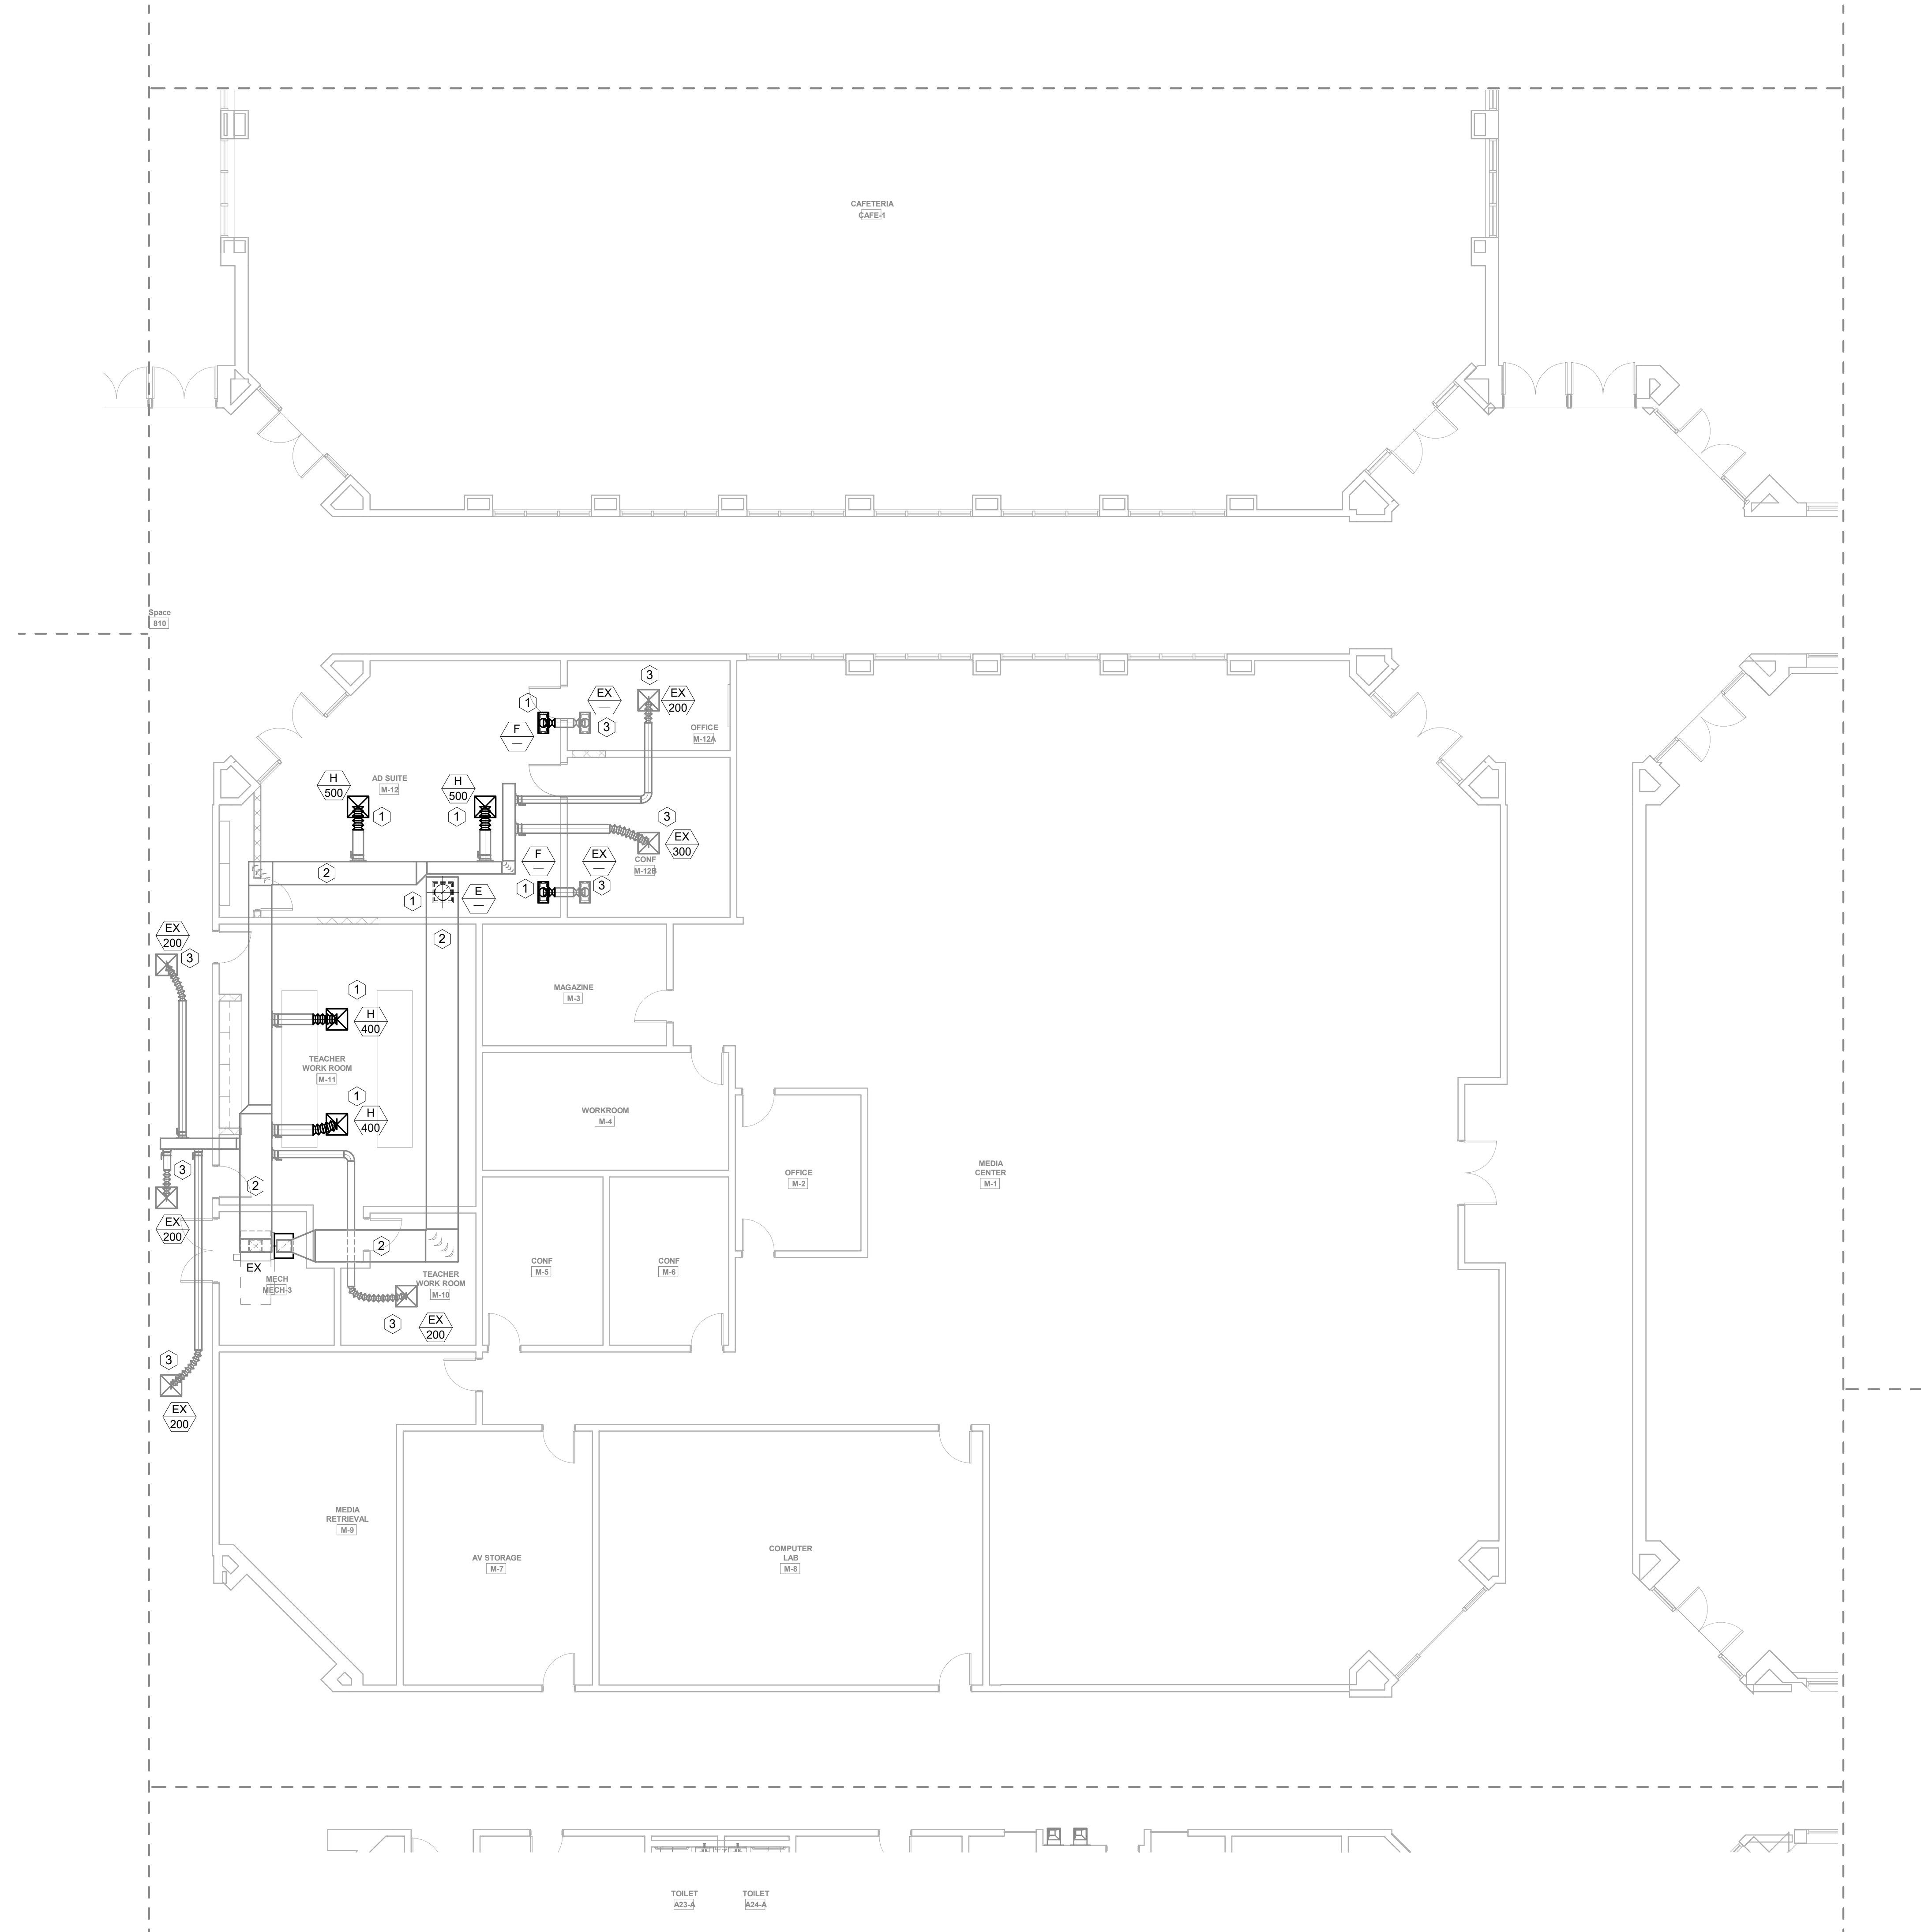 CAFETERIA
CAFE-1
Space
810
3
EX
200
1
EX
—
F
—
3
OFFICE
M-12A
H
500
AD SUITE
M-12
1
H
500
1
3
EX
300
CONF
M-12B
2
F
—
EX
—
1
3
1
E
—
2
EX
200
3
MAGAZINE
M-3
1
H
400
TEACHER
WORK ROOM
M-11
1
H
400
WORKROOM
M-4
3
2
EX
200
OFFICE
M-2
MEDIA
CENTER
M-1
2
EX
MECH
MECH-3
TEACHER
WORK ROOM
M-10
3
EX
200
CONF
M-5
CONF
M-6
3
EX
200
MEDIA
RETRIEVAL
M-9
AV STORAGE
M-7
COMPUTER
LAB
M-8
TOILET
A23-A
TOILET
A24-A